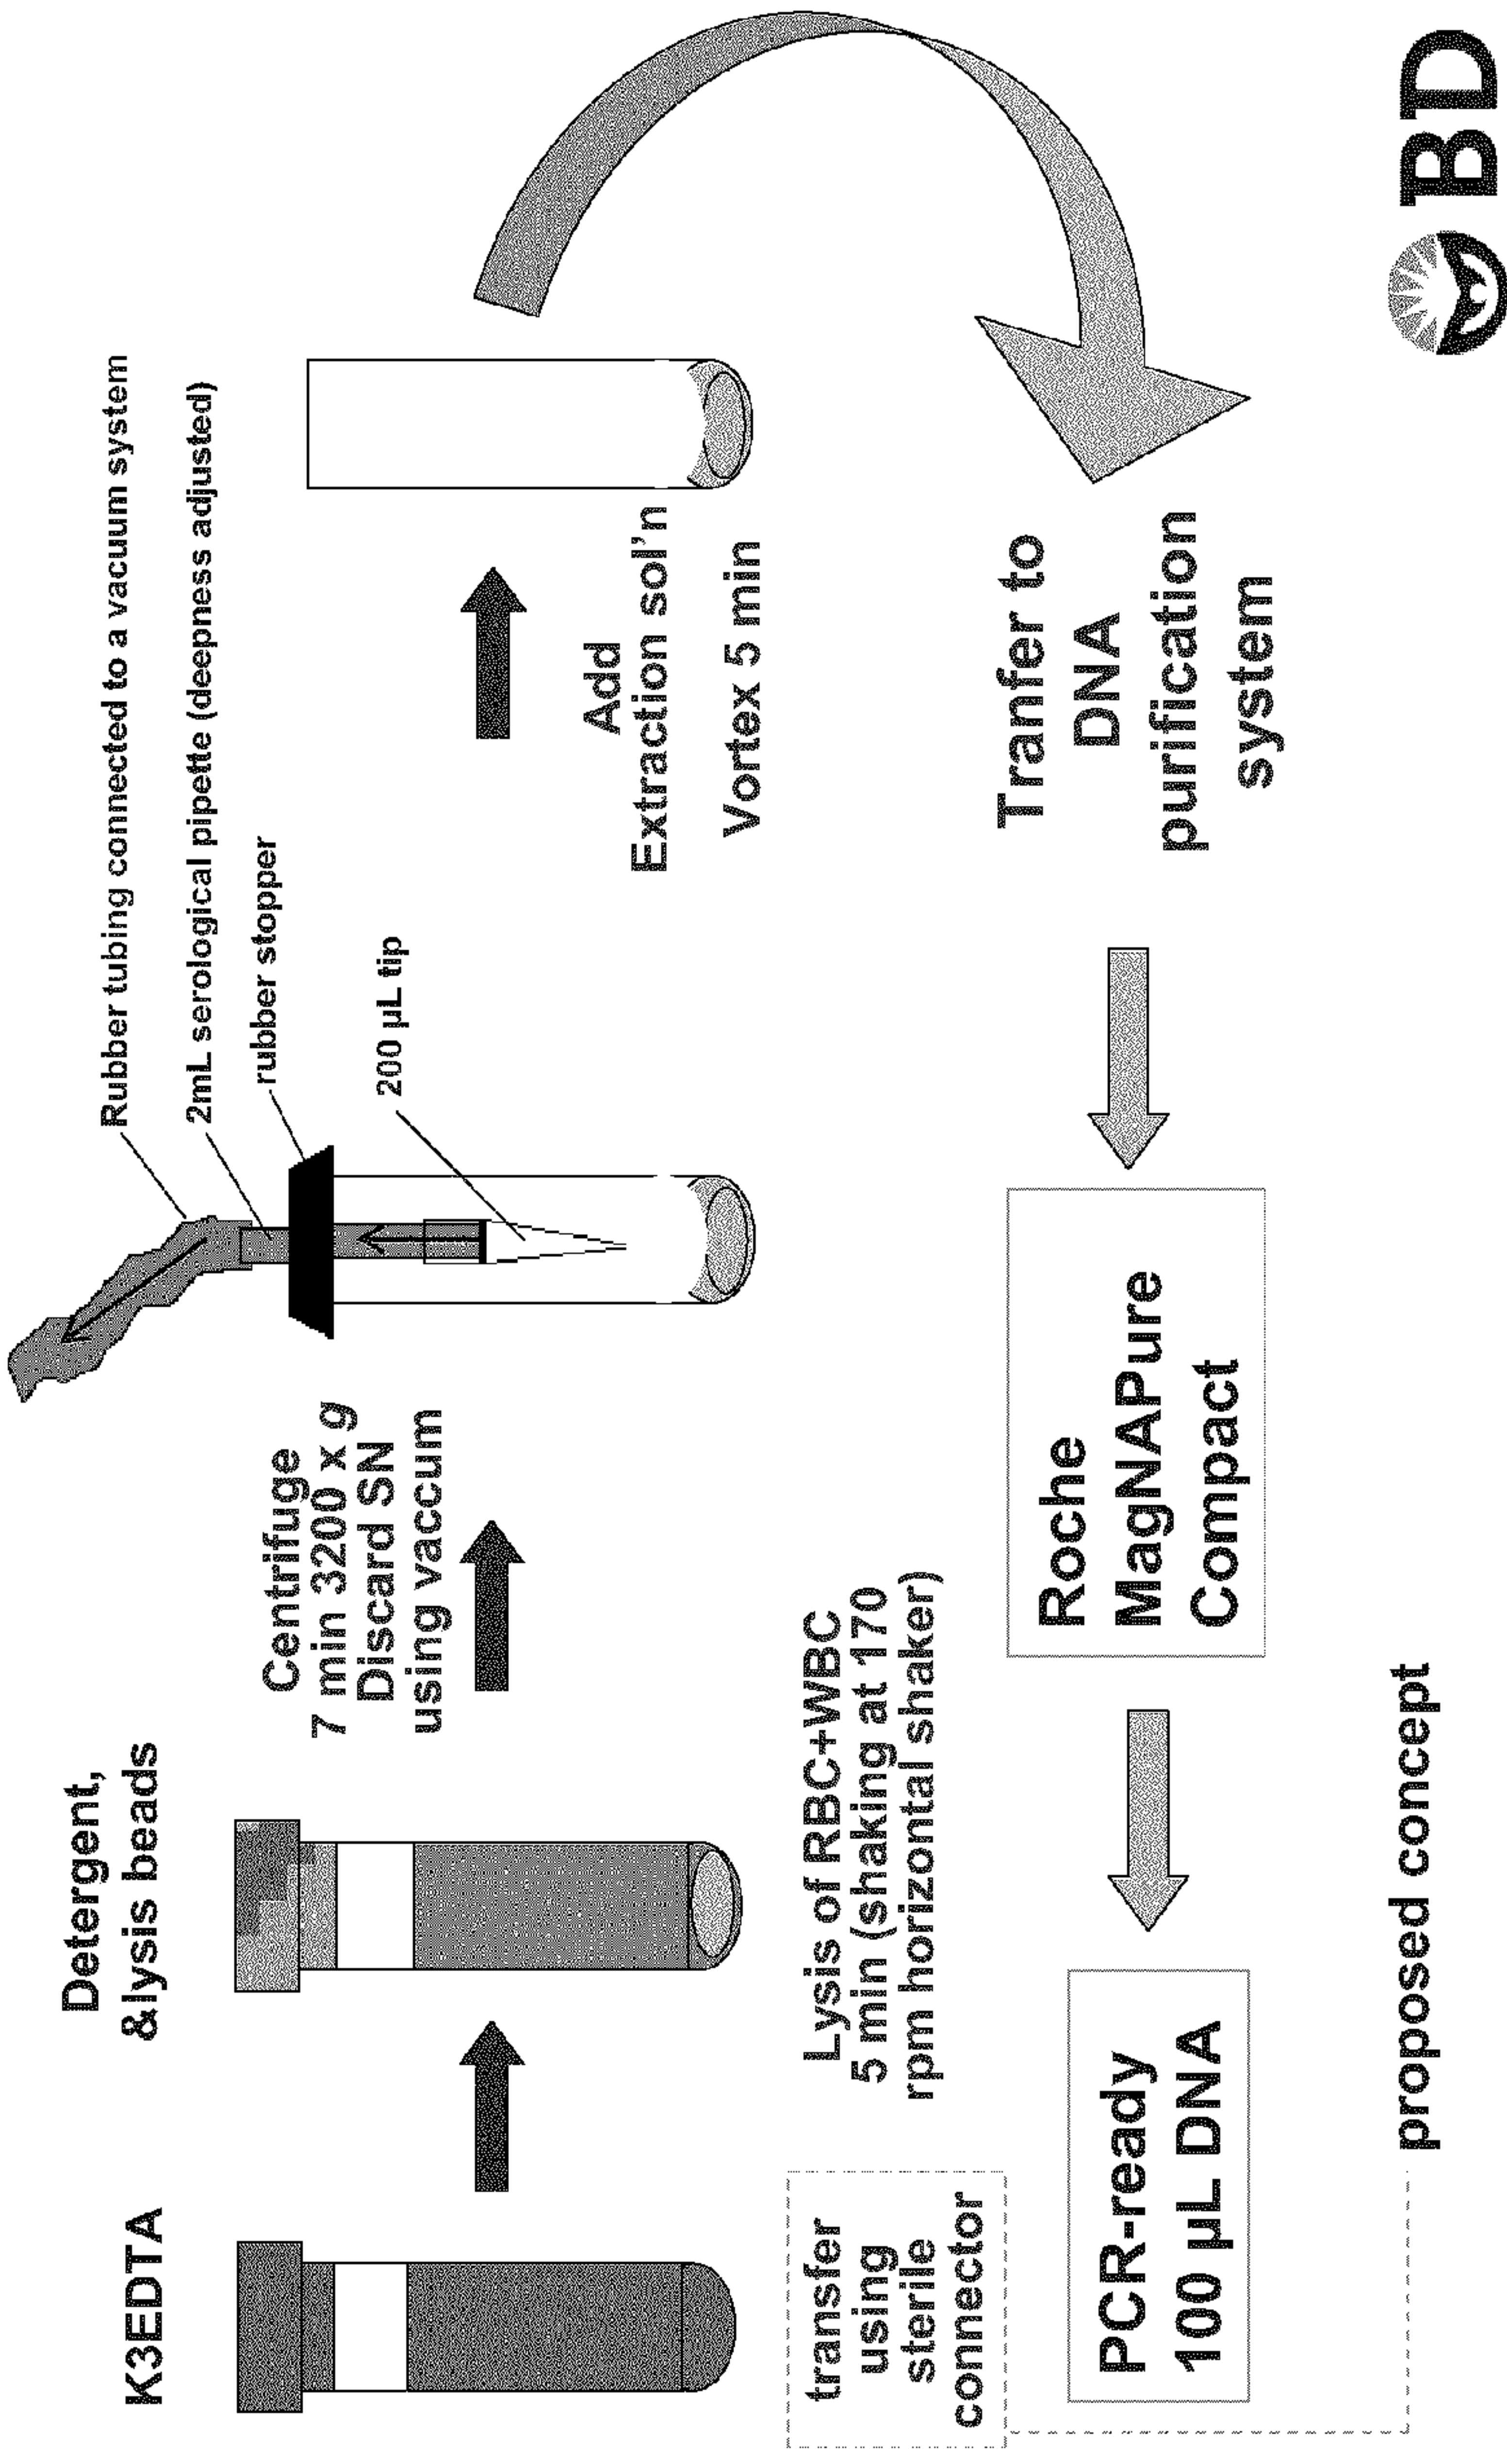 K3EDTA
Detergent,
&lysis beads
Centrifuge
7 min 3200 x g
Discard SN
using vaccum
Rubber tubing connected to a vacuum system
2mL serological pipette (deepness adjusted)
rubber stopper
200 µL tip
Add
Extraction sol'n
Vortex 5 min
transfer
using
sterile
connector
Lysis of RBC+WBC
5 min (shaking at 170
rpm horizontal shaker)
Tranfer to
DNA
purification
system
Roche
MagNAPure
Compact
PCR-ready
100 µL DNA
proposed concept
BD